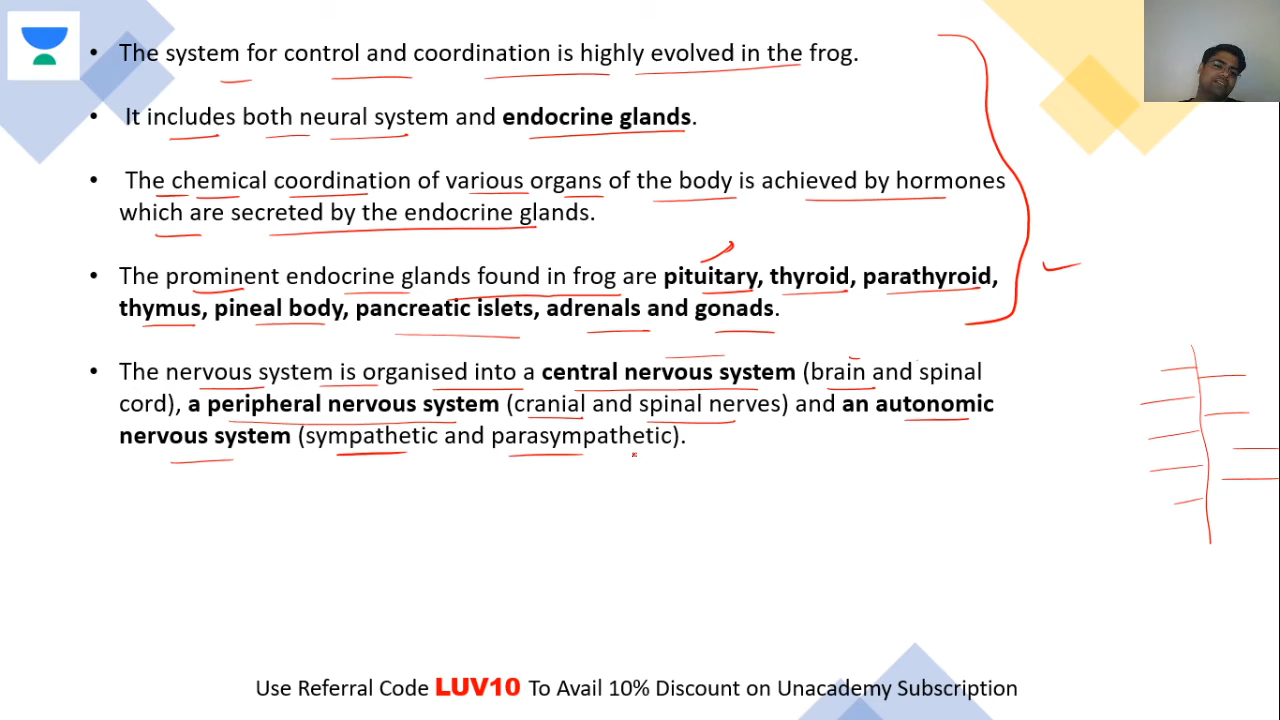 • The system for control and coordination is highly evolved in the frog.
• It includes both neural system and endocrine glands.
• The chemical coordination of various organs of the body is achieved by hormones
which are secreted by the endocrine glands.
• The prominent endocrine glands found in frog are pituitary, thyroid, parathyroid,
thymus, pineal body, pancreatic islets, adrenals and gonads.
• The nervous system is organised into a central nervous system (brain and spinal
cord), a peripheral nervous system (cranial and spinal nerves) and an autonomic
nervous system (sympathetic and parasympathetic).
Use Referral Code LUV10 To Avail 10% Discount on Unacademy Subscription